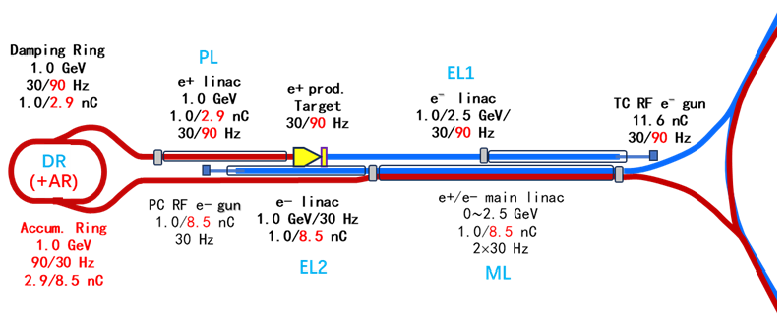 Damping Ring
1.0 GeV
30/90 Hz
1.0/2.9 nC
PL
e+ linac
1.0 GeV
1.0/2.9 nC
30/90 Hz
e+ prod.
Target
30/90 Hz
EL1
e- linac
1.0/2.5 GeV/
30/90 Hz
TC RF e- gun
11.6 nC
30/90 Hz
DR
(+AR)
Accum. Ring
1.0 GeV
90/30 Hz
2.9/8.5 nC
PC RF e- gun
1.0/8.5 nC
30 Hz
e- linac
1.0 GeV/30 Hz
1.0/8.5 nC
EL2
e+/e- main linac
0~2.5 GeV
1.0/8.5 nC
2×30 Hz
ML